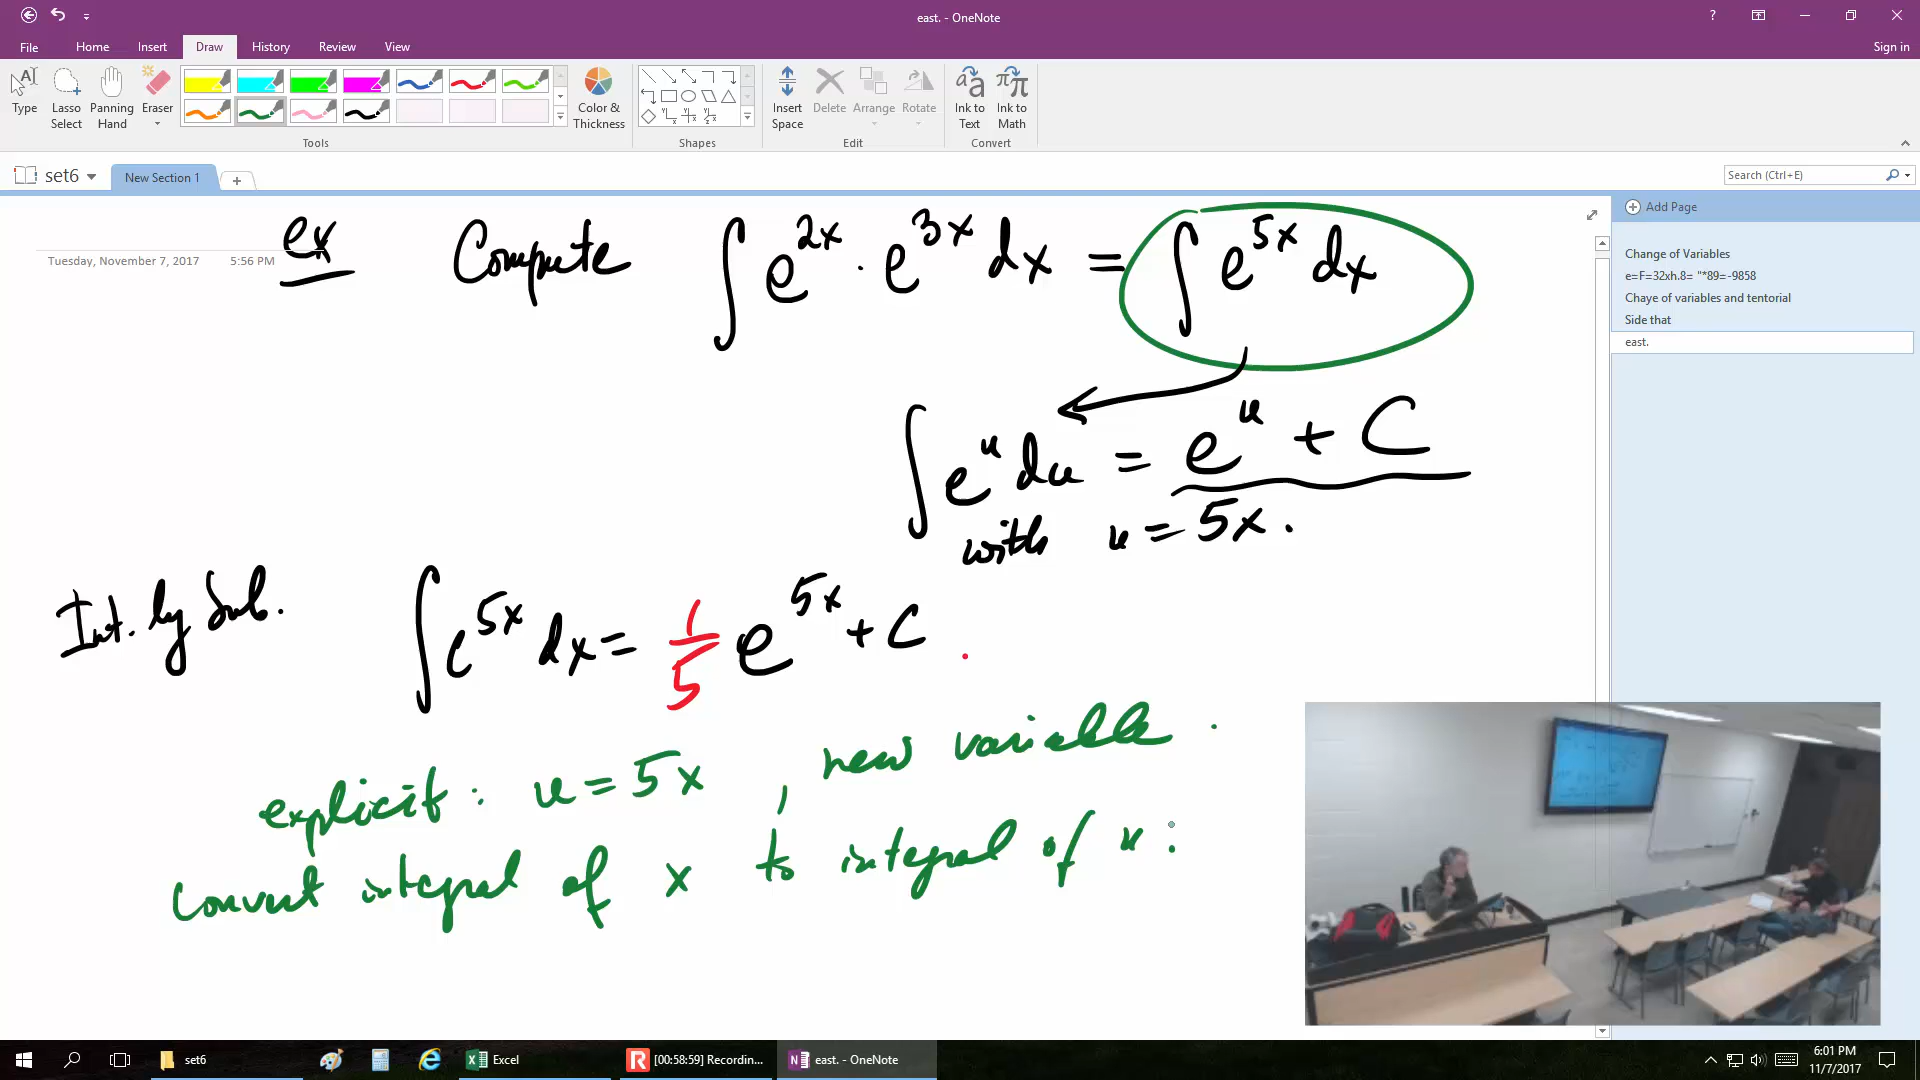 east. - OneNote
File Home Insert Draw History Review View
Sign in
Type Lasso Select Panning Hand Eraser
Color & Thickness
Insert Space Delete Arrange Rotate
Ink to Text Ink to Math
Tools Shapes Edit Convert
set6 New Section 1
Search (Ctrl+E)
Add Page
Change of Variables
e=F=32xh.8= "*89=-9858
Chaye of variables and tentorial
Side that
east.
Tuesday, November 7, 2017 5:56 PM
ex Compute ∫ e^{2x} · e^{3x} dx = ∫ e^{5x} dx
∫ e^u du = e^u + C
with u = 5x.
Int. by Sub. ∫ e^{5x} dx = 1/5 e^{5x} + C .
explicit : u = 5x , new variable .
convert integral of x to integral of u :
set6
Excel
[00:58:59] Recordin...
east. - OneNote
6:01 PM
11/7/2017